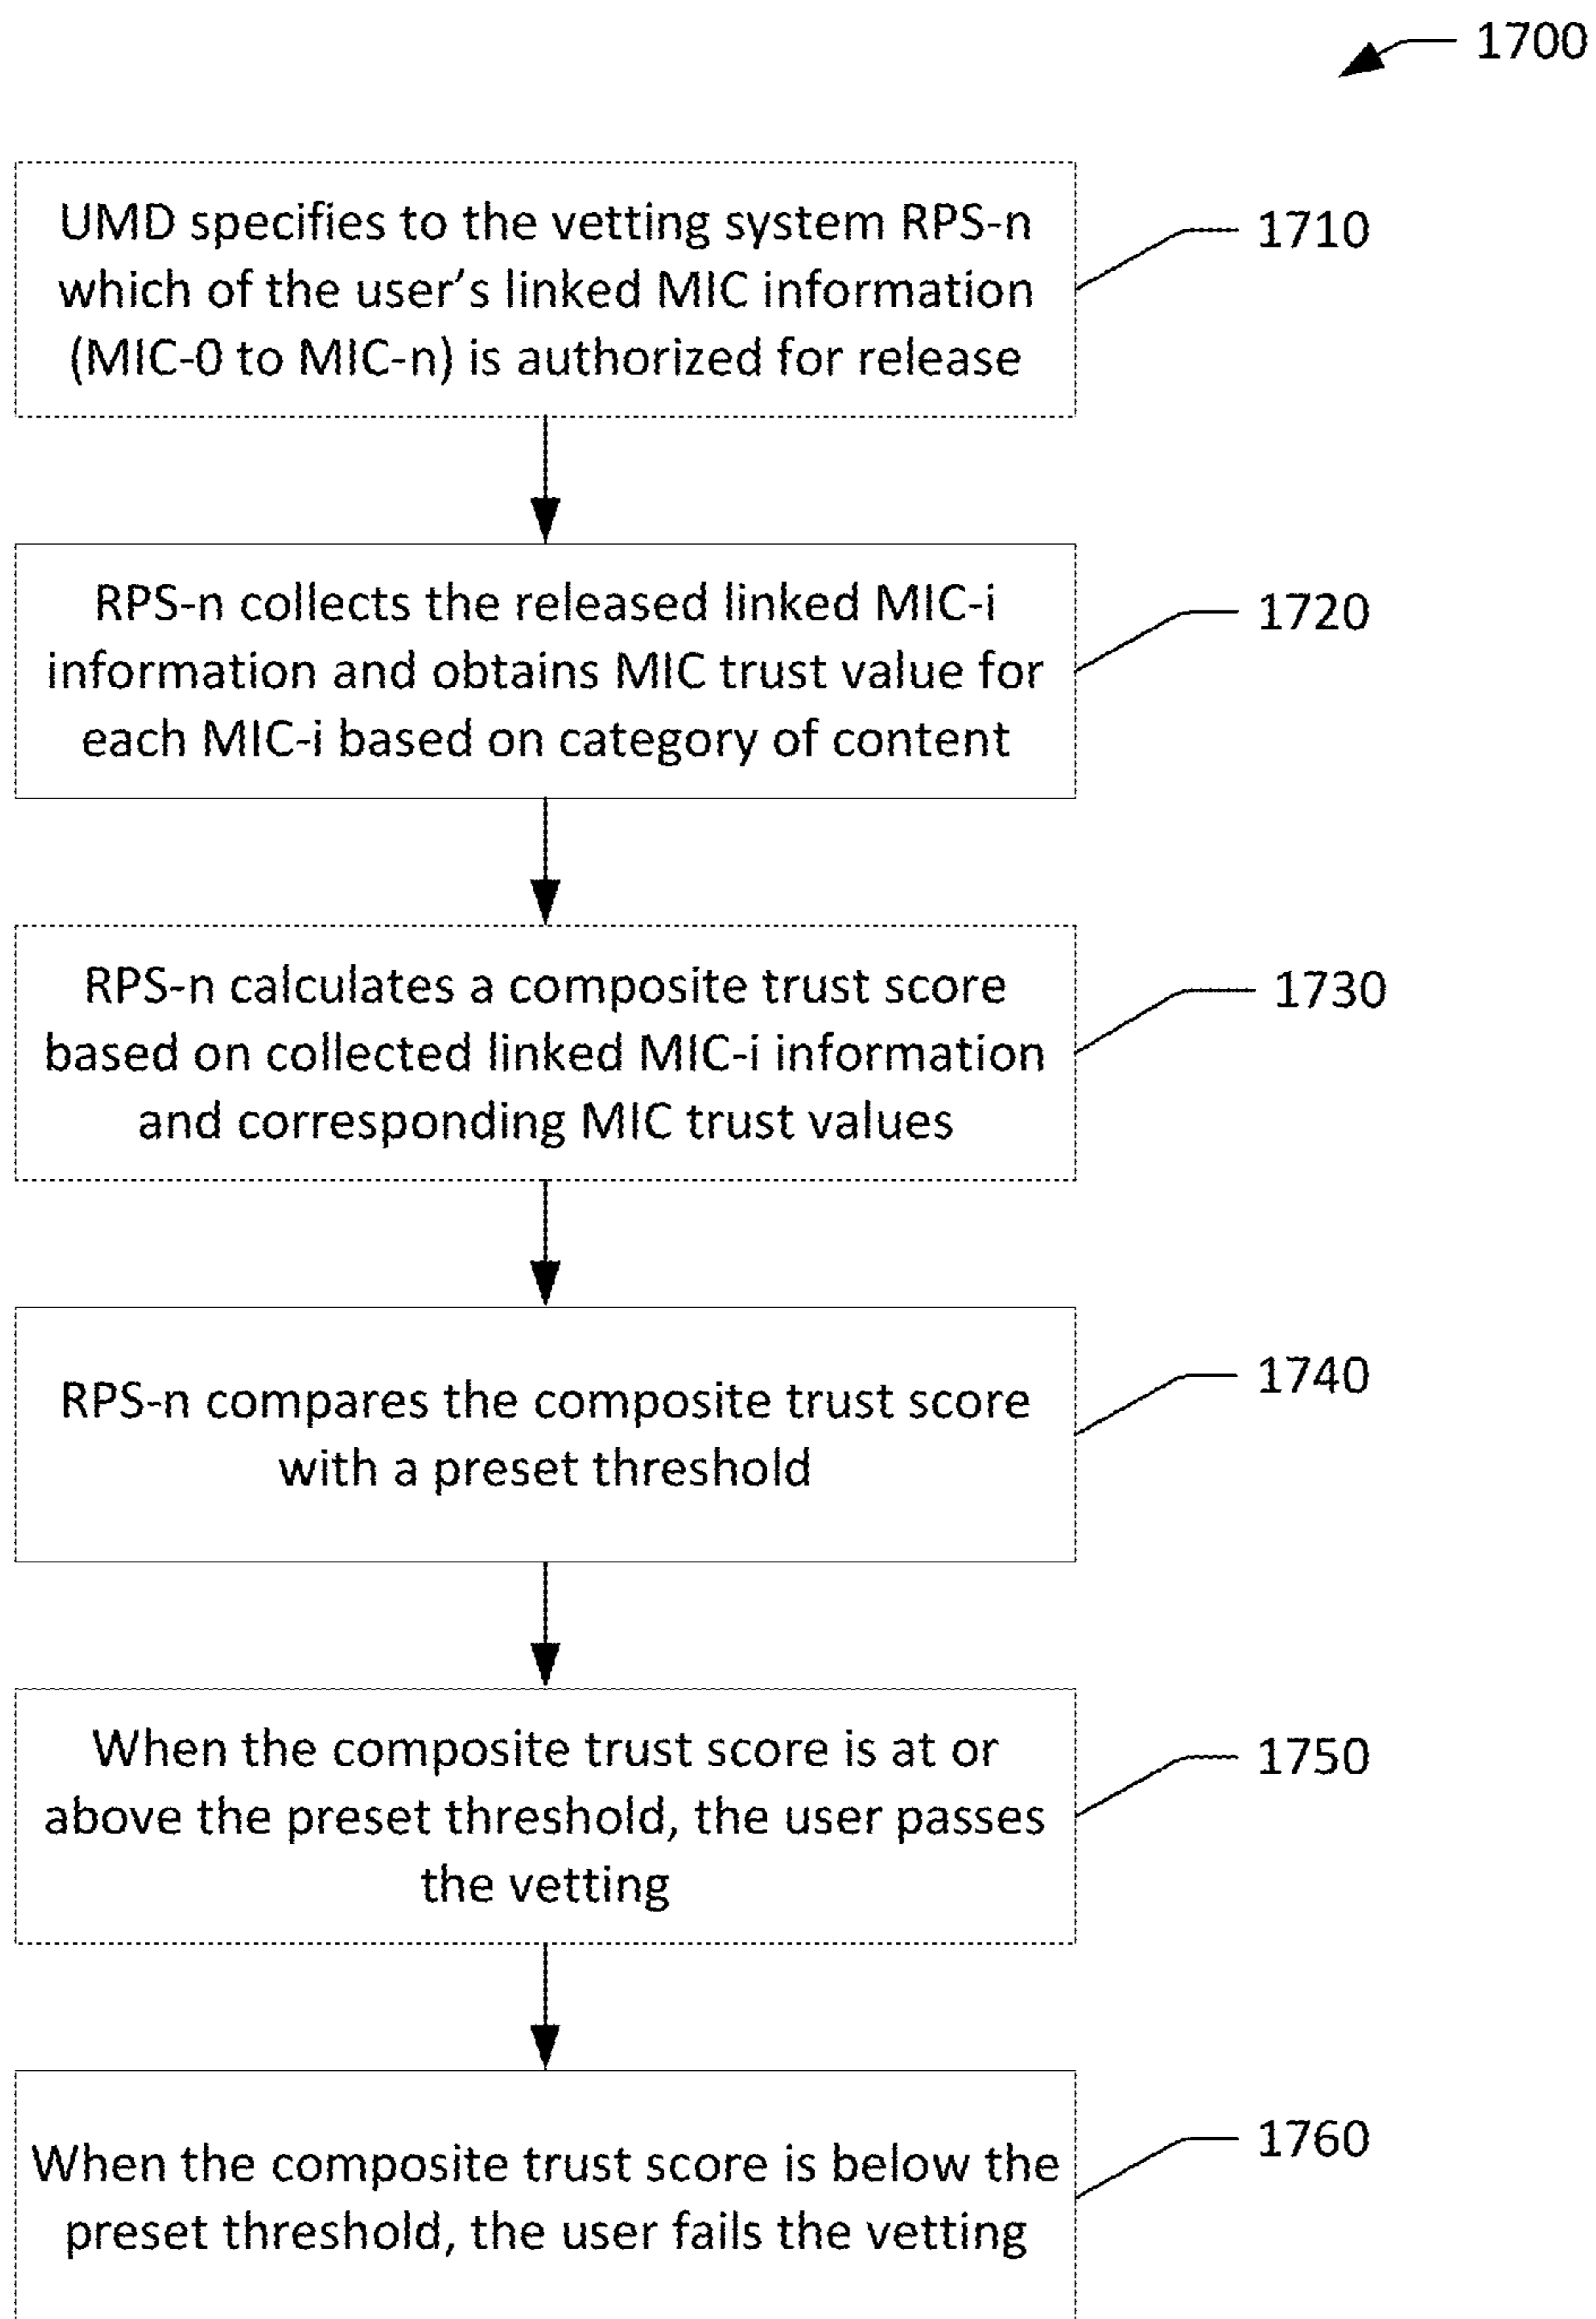 1700
UMD specifies to the vetting system RPS-n
which of the user’s linked MIC information
(MIC-0 to MIC-n) is authorized for release
1710
RPS-n collects the released linked MIC-i
information and obtains MIC trust value for
each MIC-i based on category of content
1720
RPS-n calculates a composite trust score
based on collected linked MIC-i information
and corresponding MIC trust values
1730
RPS-n compares the composite trust score
with a preset threshold
1740
When the composite trust score is at or
above the preset threshold, the user passes
the vetting
1750
When the composite trust score is below the
preset threshold, the user fails the vetting
1760